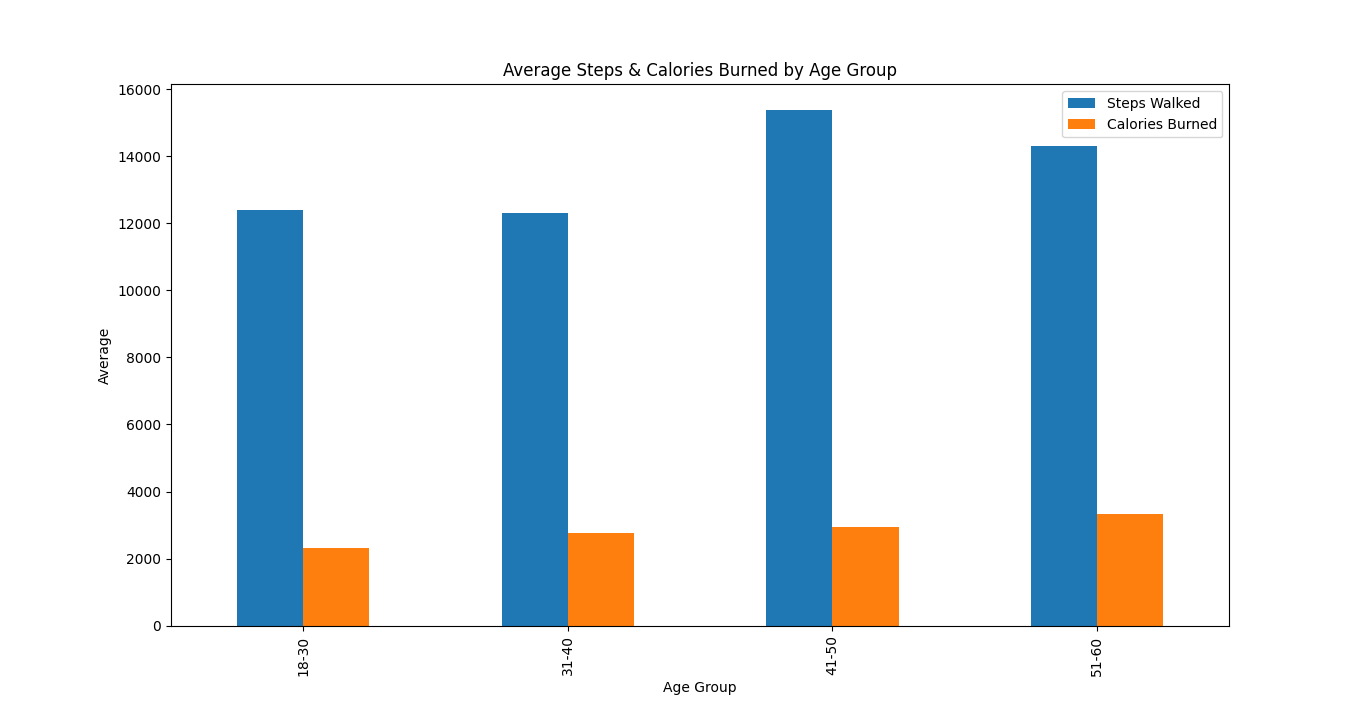 Average Steps & Calories Burned by Age Group
Steps Walked
Calories Burned
Average
16000
14000
12000
10000
8000
6000
4000
2000
0
18-30
31-40
41-50
51-60
Age Group